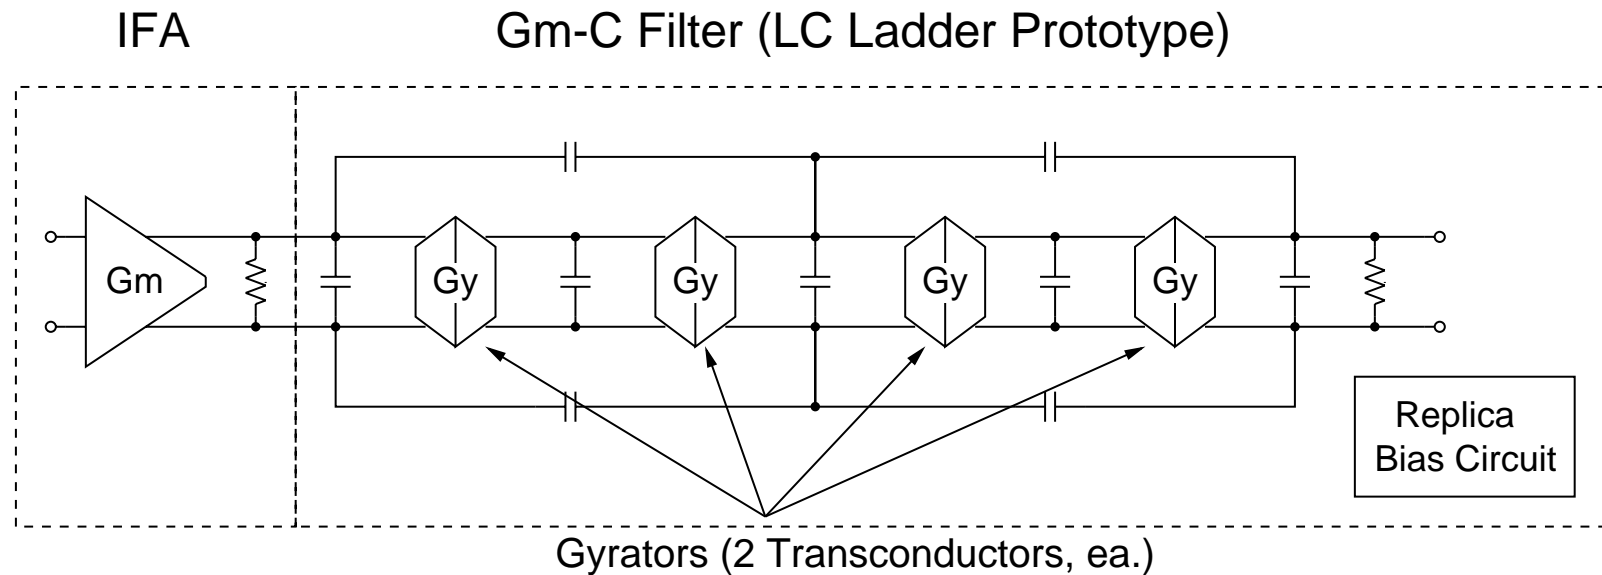 IFA
Gm-C Filter (LC Ladder Prototype)
Gm
Gy
Gy
Gy
Gy
Replica
Bias Circuit
Gyrators (2 Transconductors, ea.)